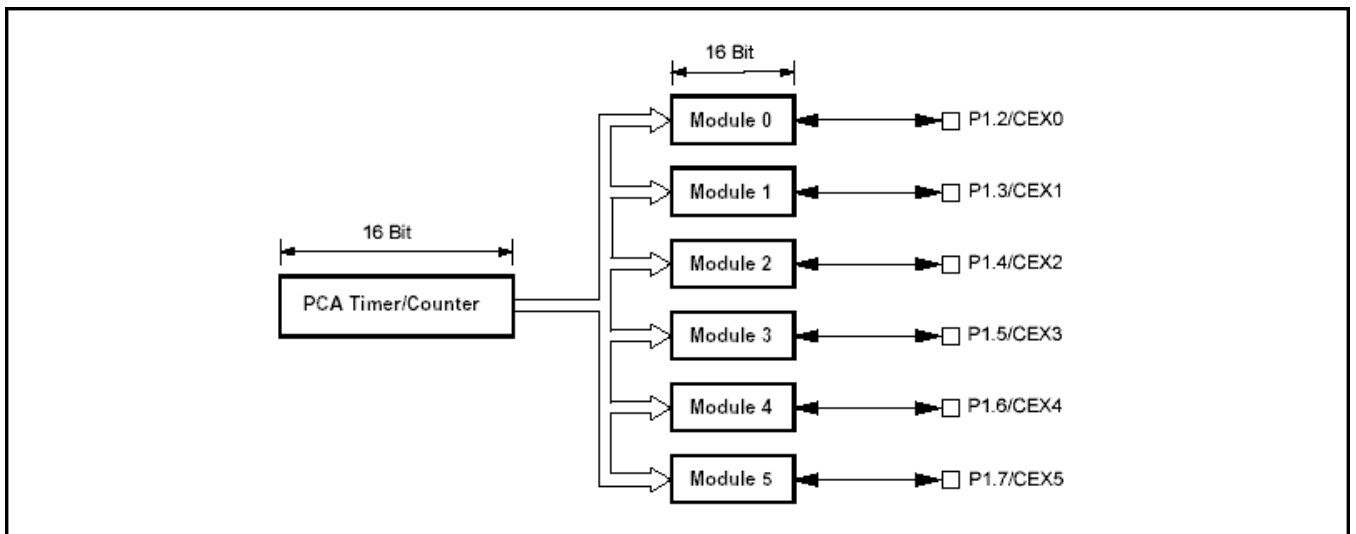 16 Bit
Module 0
P1.2/CEX0
Module 1
P1.3/CEX1
16 Bit
Module 2
P1.4/CEX2
PCA Timer/Counter
Module 3
P1.5/CEX3
Module 4
P1.6/CEX4
Module 5
P1.7/CEX5